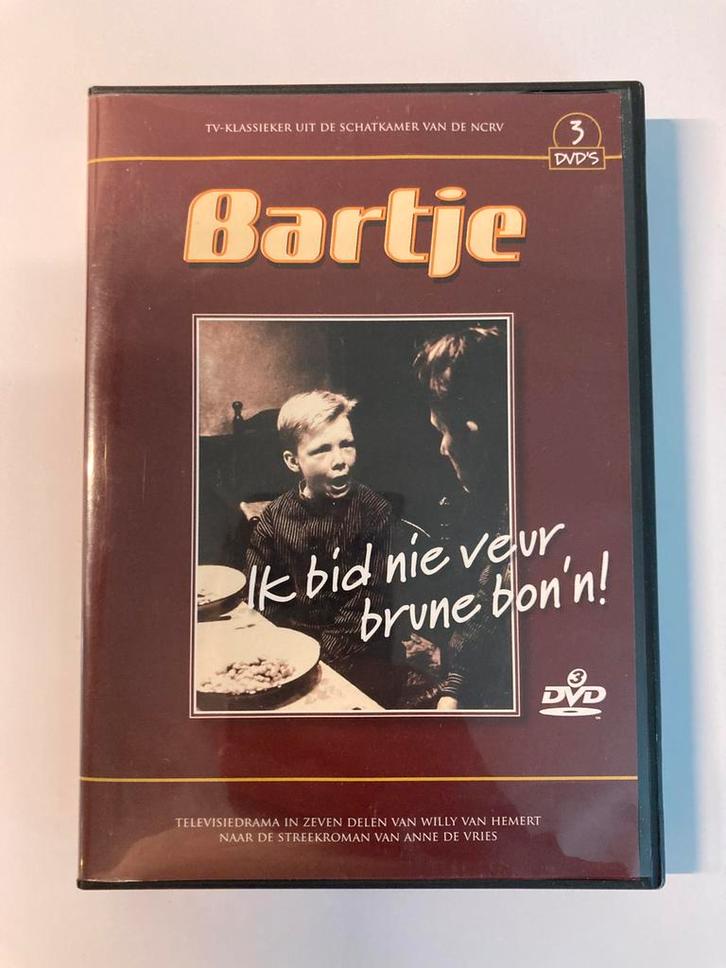 TV-KLASSIEKER UIT DE SCHATKAMER VAN DE NCRV
3
DVD'S
Bartje
Ik bid nie veur
brune bon'n!
3
DVD
TELEVISIEDRAMA IN ZEVEN DELEN VAN WILLY VAN HEMERT
NAAR DE STREEKROMAN VAN ANNE DE VRIES